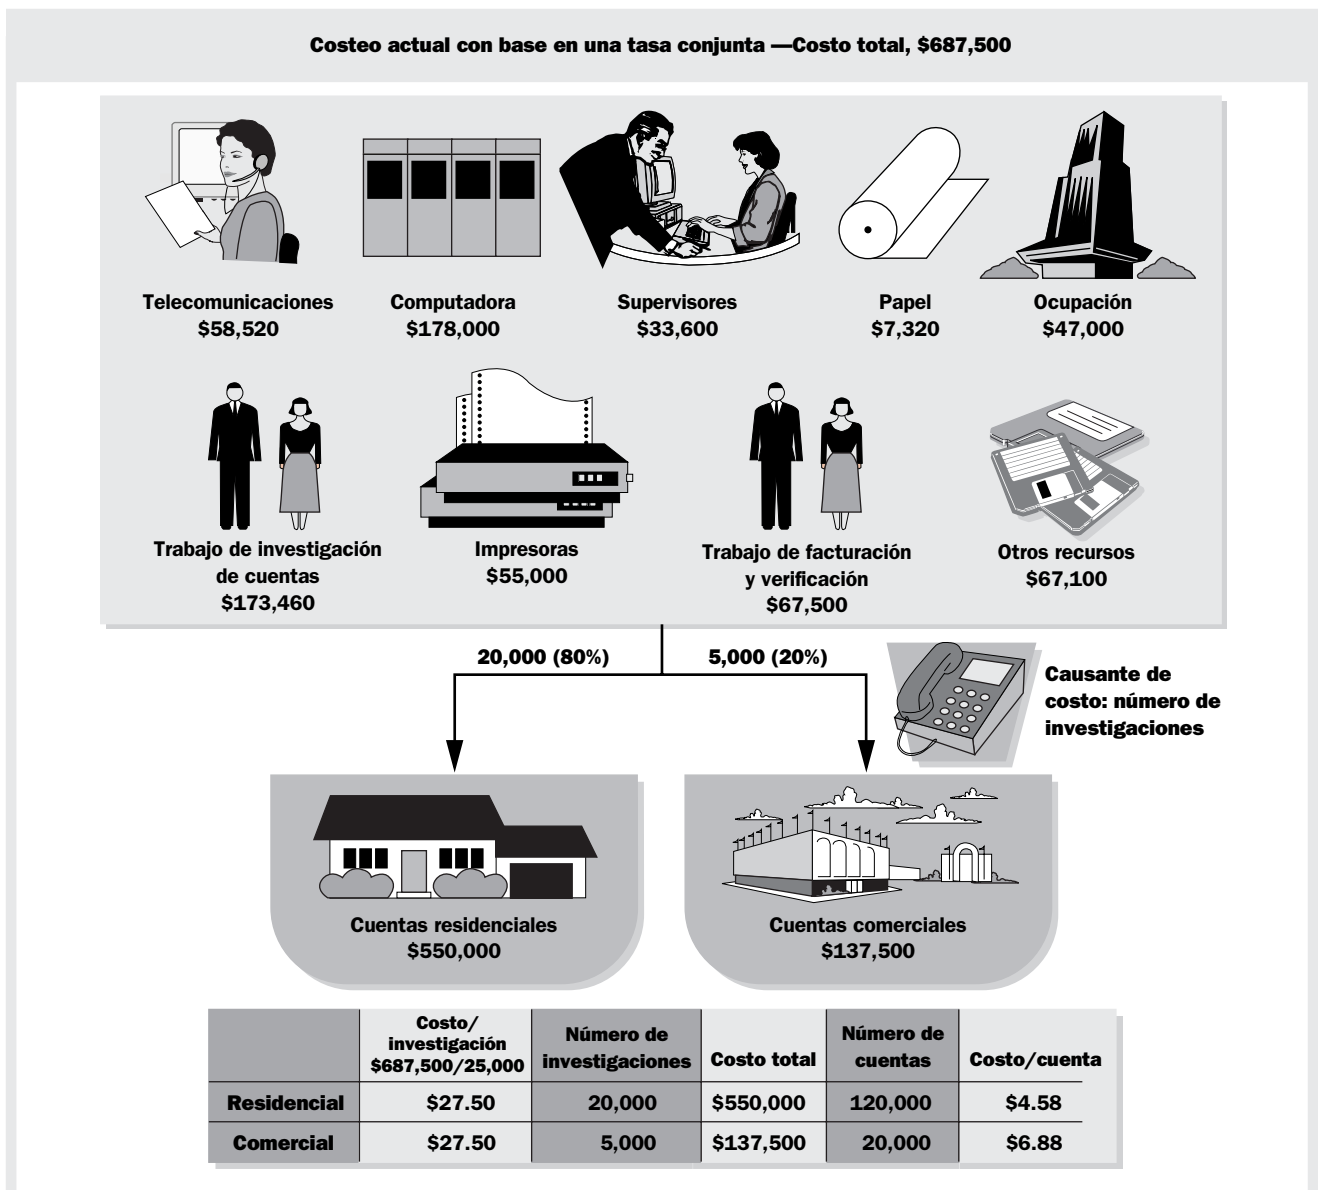 Costeo actual con base en una tasa conjunta —Costo total, $687,500
Telecomunicaciones
$58,520
Computadora
$178,000
Supervisores
$33,600
Papel
$7,320
Ocupación
$47,000
Trabajo de investigación
de cuentas
$173,460
Impresoras
$55,000
Trabajo de facturación
y verificación
$67,500
Otros recursos
$67,100
20,000 (80%)
5,000 (20%)
Causante de
costo: número de
investigaciones
Cuentas residenciales
$550,000
Cuentas comerciales
$137,500
Costo/
investigación
$687,500/25,000
Número de
investigaciones
Costo total
Número de
cuentas
Costo/cuenta
Residencial $27.50 20,000 $550,000 120,000 $4.58
Comercial $27.50 5,000 $137,500 20,000 $6.88